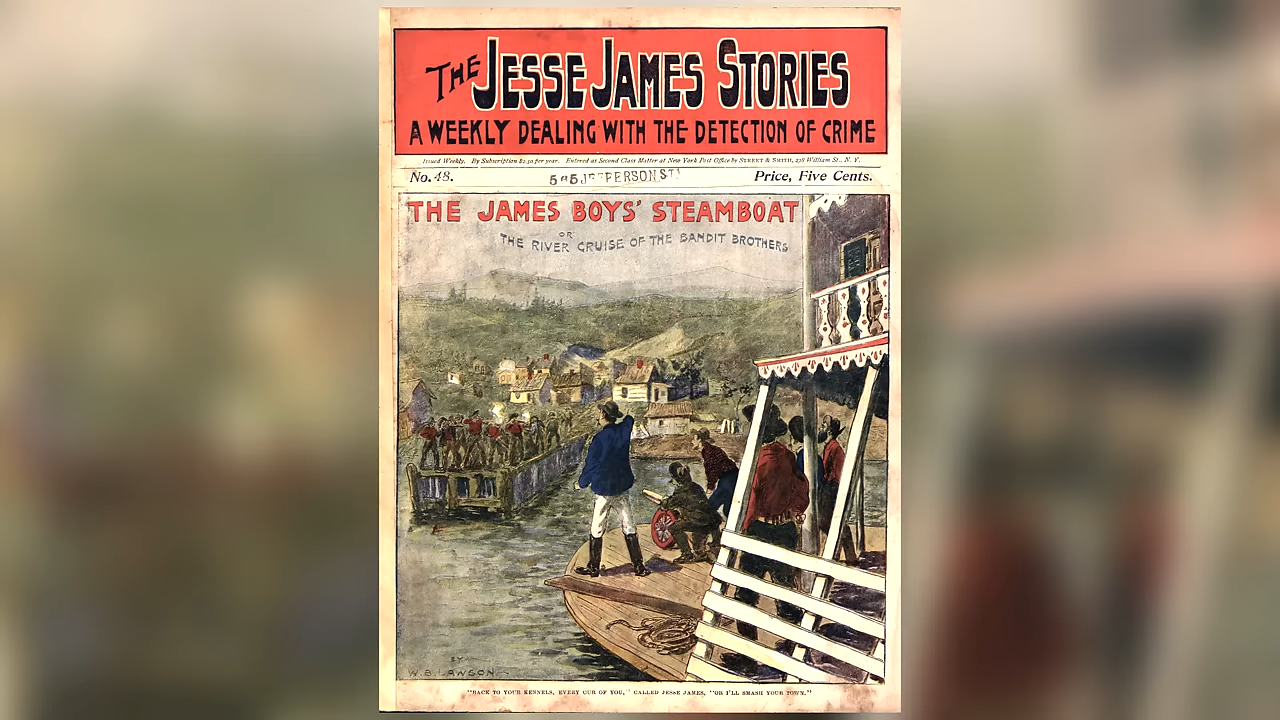 THE JESSE JAMES STORIES
A WEEKLY DEALING WITH THE DETECTION OF CRIME
Issued Weekly. By Subscription $2.50 per year. Entered as Second Class Matter at New York Post Office by STREET & SMITH, 238 William St., N. Y.
No. 48. ST Price, Five Cents.
THE JAMES BOYS' STEAMBOAT
OR
THE RIVER CRUISE OF THE BANDIT BROTHERS
BY
W. B. LAWSON
"BACK TO YOUR KENNELS, EVERY CUR OF YOU," CALLED JESSE JAMES, "OR I'LL SMASH YOUR TOWN."